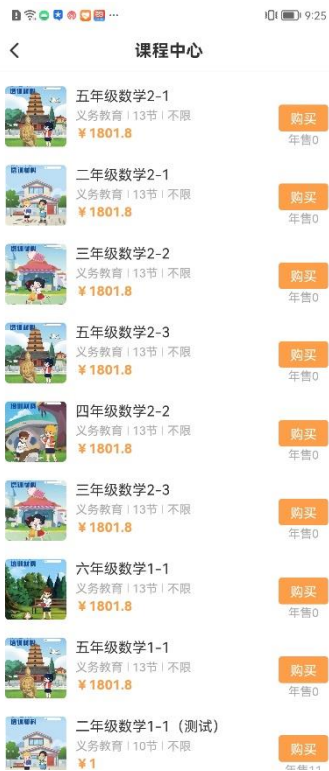 9:25
课程中心
五年级数学2-1
义务教育 | 13节 | 不限
¥1801.8
购买
年售0
二年级数学2-1
义务教育 | 13节 | 不限
¥1801.8
购买
年售0
三年级数学2-2
义务教育 | 13节 | 不限
¥1801.8
购买
年售0
五年级数学2-3
义务教育 | 13节 | 不限
¥1801.8
购买
年售0
四年级数学2-2
义务教育 | 13节 | 不限
¥1801.8
购买
年售0
三年级数学2-3
义务教育 | 13节 | 不限
¥1801.8
购买
年售0
六年级数学1-1
义务教育 | 13节 | 不限
¥1801.8
购买
年售0
五年级数学1-1
义务教育 | 13节 | 不限
¥1801.8
购买
年售0
二年级数学1-1（测试）
义务教育 | 10节 | 不限
¥1
购买
年售11